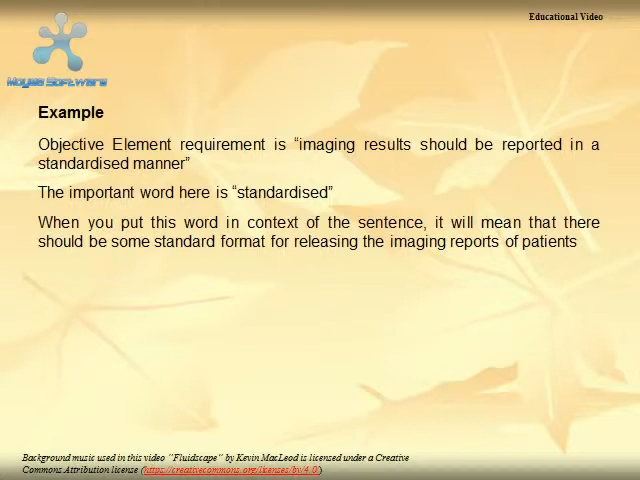 Educational Video
Moyea Software
Example
Objective Element requirement is “imaging results should be reported in a
standardised manner”
The important word here is “standardised”
When you put this word in context of the sentence, it will mean that there
should be some standard format for releasing the imaging reports of patients
Background music used in this video "Fluidscape" by Kevin MacLeod is licensed under a Creative
Commons Attribution license (https://creativecommons.org/licenses/by/4.0/)